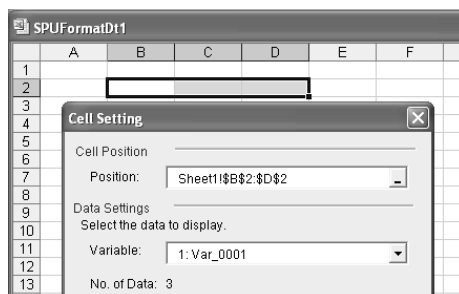 SPUFormatDt1
A B C D E F
1
2
3
4 Cell Setting
5
6 Cell Position
7 Position: Sheet1!$B$2:$D$2
8
9 Data Settings
10 Select the data to display.
11 Variable: 1: Var_0001
12
13 No. of Data: 3